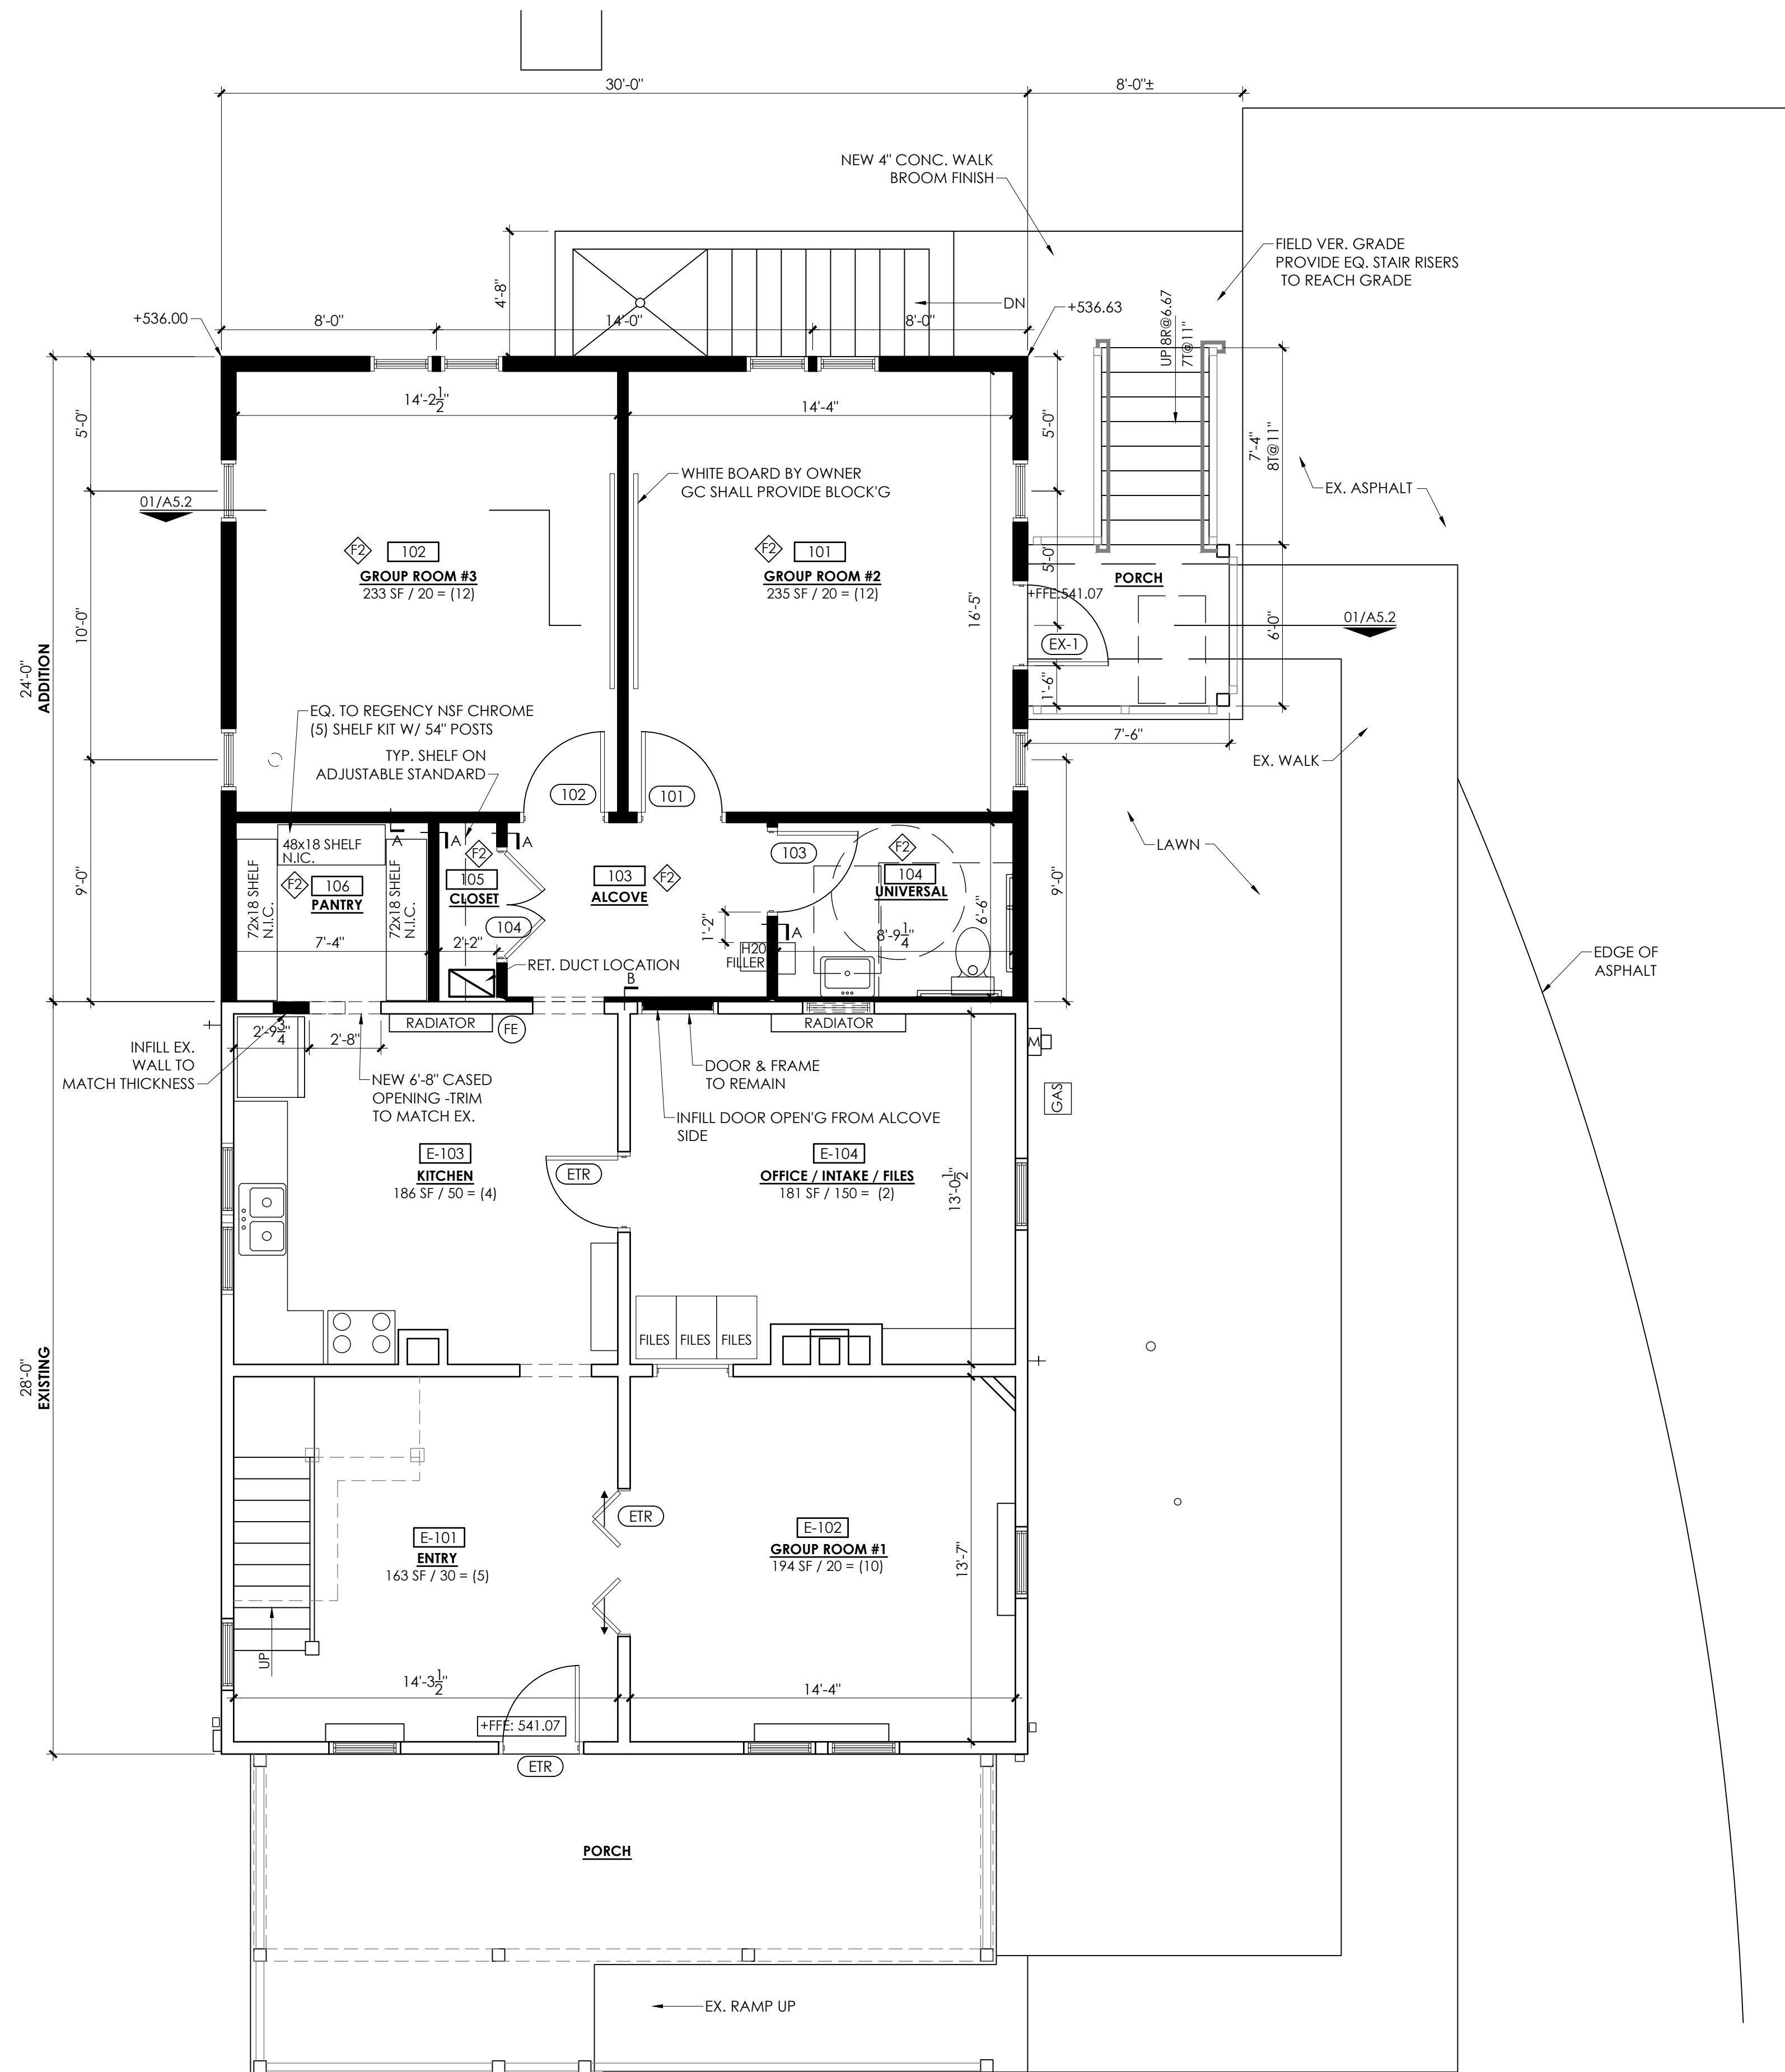 30'-0"
8'-0"±
NEW 4" CONC. WALK
BROOM FINISH
FIELD VER. GRADE
PROVIDE EQ. STAIR RISERS
TO REACH GRADE
4'-8"
DN
+536.00
8'-0"
14'-0"
8'-0"
+536.63
UP 8R@6.67
7T@11"
5'-0"
14'-2 1/2"
14'-4"
5'-0"
7'-4"
8T@11"
WHITE BOARD BY OWNER
GC SHALL PROVIDE BLOCK'G
EX. ASPHALT
01/A5.2
F2
102
GROUP ROOM #3
233 SF / 20 = (12)
F2
101
GROUP ROOM #2
235 SF / 20 = (12)
5'-0"
PORCH
+FFE:541.07
16'-5"
01/A5.2
6'-0"
EX-1
10'-0"
24'-0"
ADDITION
1'-6"
EQ. TO REGENCY NSF CHROME
(5) SHELF KIT W/ 54" POSTS
TYP. SHELF ON
ADJUSTABLE STANDARD
7'-6"
EX. WALK
102
101
A
A
A
48x18 SHELF
N.I.C.
F2
103
F2
LAWN
72x18 SHELF
N.I.C.
F2
106
PANTRY
72x18 SHELF
N.I.C.
105
CLOSET
103
ALCOVE
F2
104
UNIVERSAL
9'-0"
9'-0"
104
1'-2"
A
6'-6"
7'-4"
2'-2"
8'-9 1/4"
H20
FILLER
RET. DUCT LOCATION
B
EDGE OF
ASPHALT
RADIATOR
FE
RADIATOR
2'-9 3/4"
2'-8"
M
INFILL EX.
WALL TO
MATCH THICKNESS
DOOR & FRAME
TO REMAIN
NEW 6'-8" CASED
OPENING -TRIM
TO MATCH EX.
GAS
INFILL DOOR OPEN'G FROM ALCOVE
SIDE
E-103
KITCHEN
186 SF / 50 = (4)
ETR
E-104
OFFICE / INTAKE / FILES
181 SF / 150 = (2)
13'-0 1/2"
FILES
FILES
FILES
28'-0"
EXISTING
ETR
E-101
ENTRY
163 SF / 30 = (5)
E-102
GROUP ROOM #1
194 SF / 20 = (10)
13'-7"
UP
14'-3 1/2"
14'-4"
+FFE: 541.07
ETR
PORCH
EX. RAMP UP